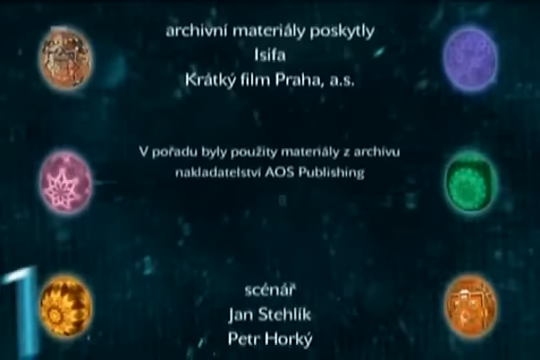 archivní materiály poskytly
Isifa
Krátký film Praha, a.s.
V pořadu byly použity materiály z archivu
nakladatelství AOS Publishing
scénář
Jan Stehlík
Petr Horký
1